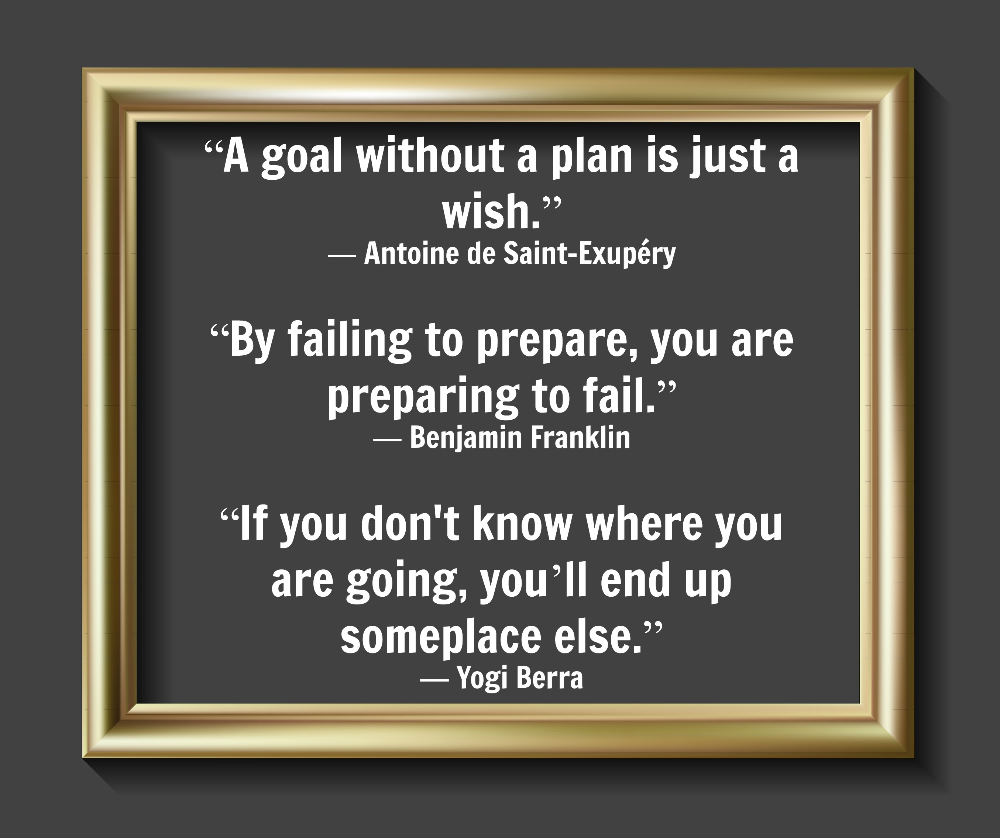 “A goal without a plan is just a
wish.”
— Antoine de Saint-Exupéry
“By failing to prepare, you are
preparing to fail.”
— Benjamin Franklin
“If you don't know where you
are going, you’ll end up
someplace else.”
— Yogi Berra